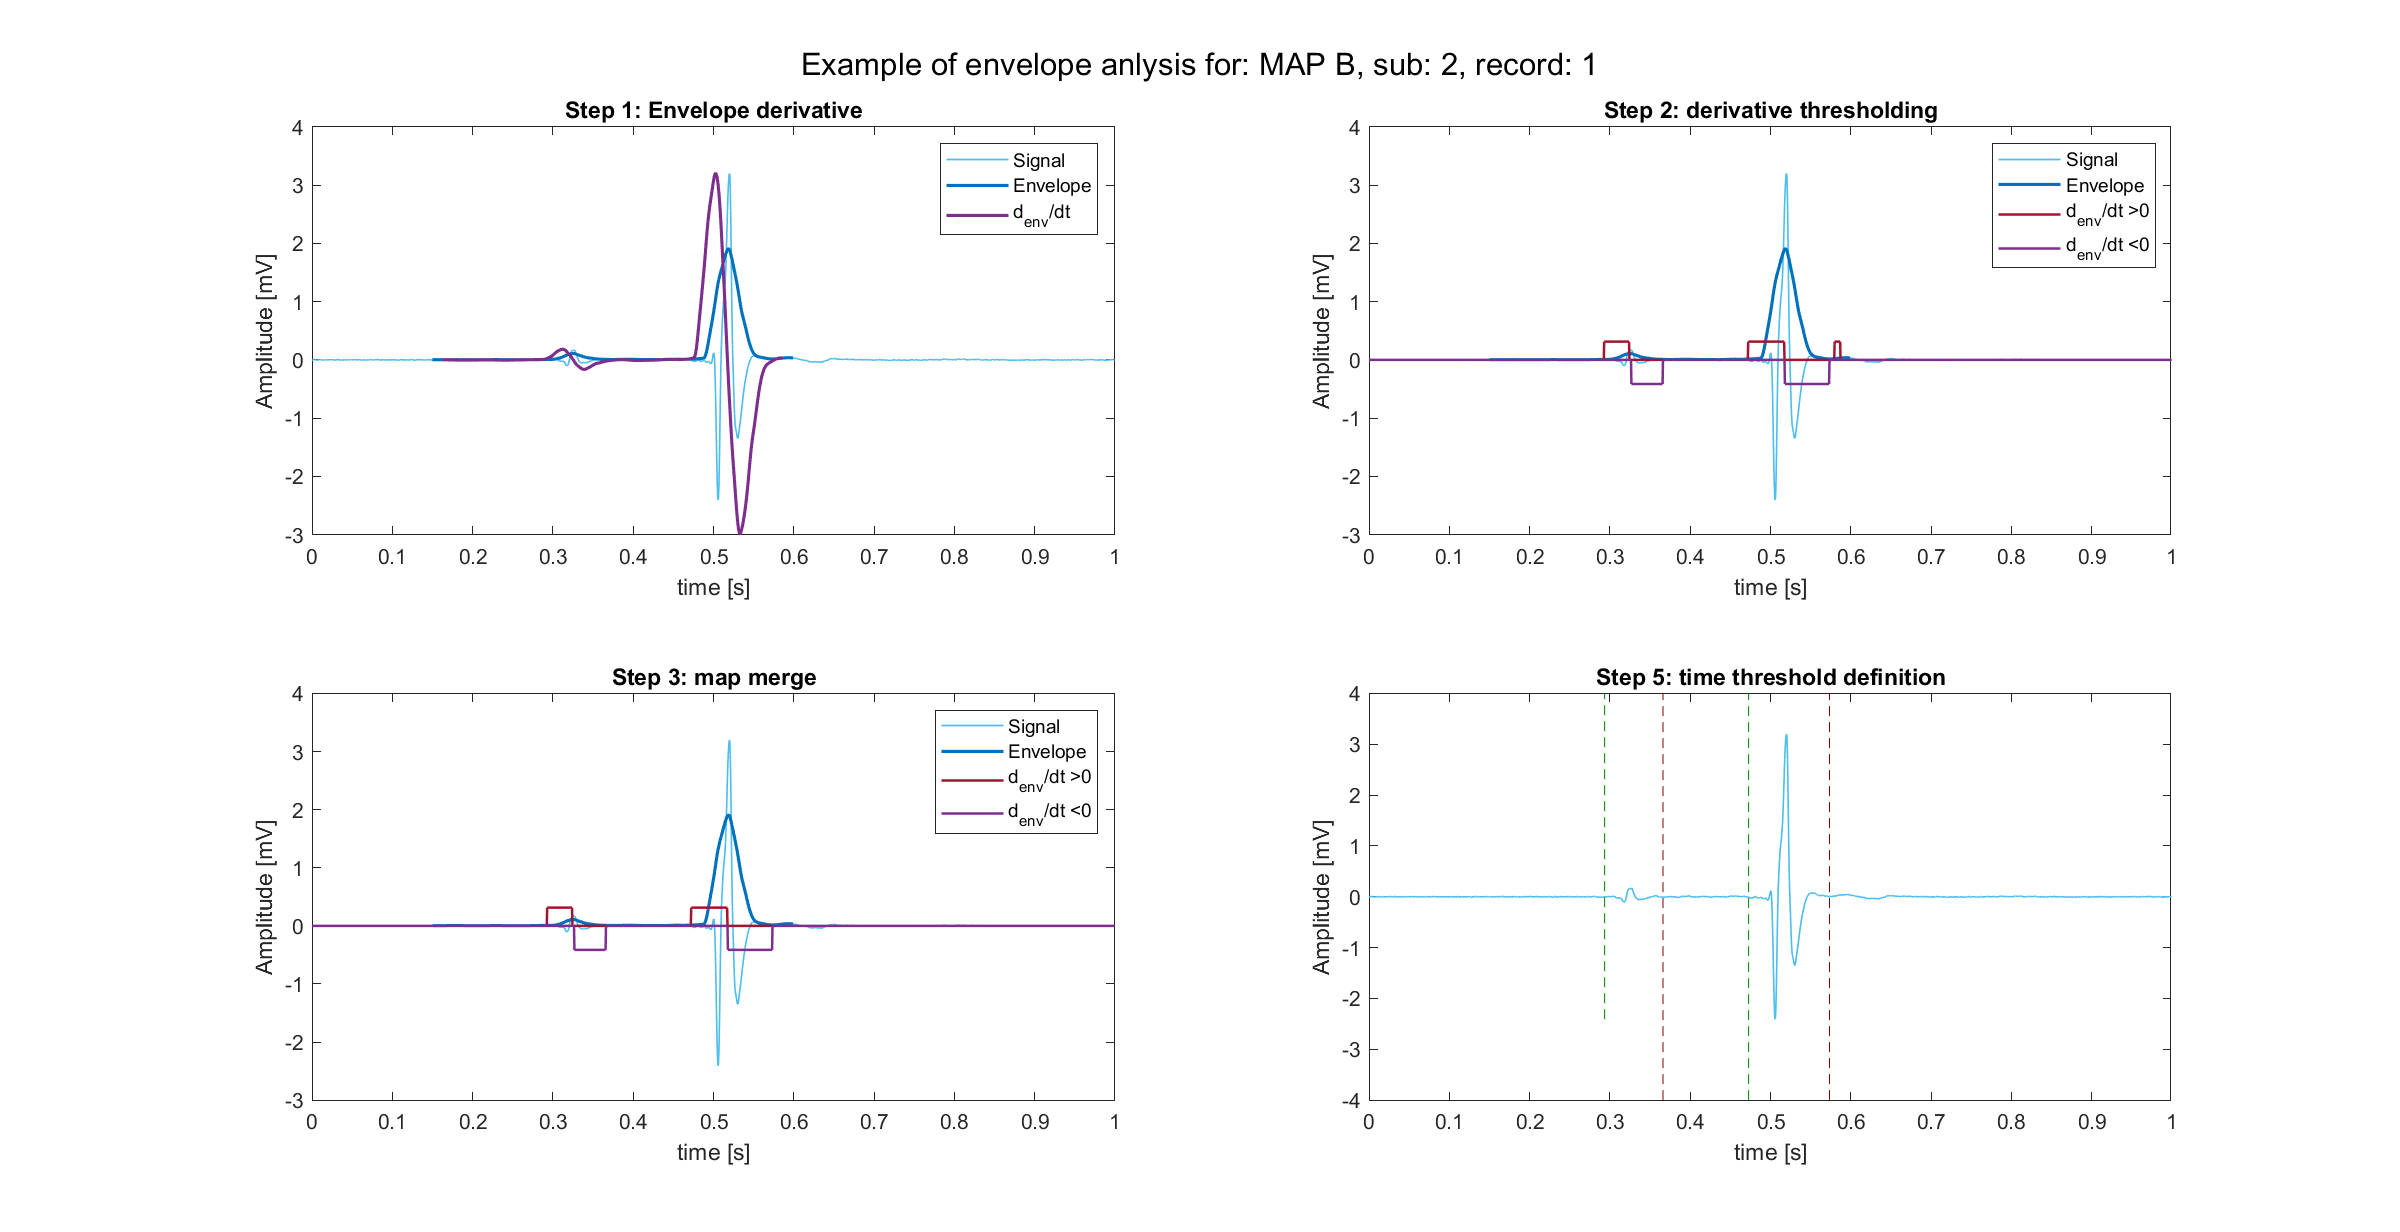 Example of envelope anlysis for: MAP B, sub: 2, record: 1
Step 1: Envelope derivative
4
3
2
1
0
-1
-2
-3
Amplitude [mV]
Signal
Envelope
d_env/dt
0 0.1 0.2 0.3 0.4 0.5 0.6 0.7 0.8 0.9 1
time [s]
Step 2: derivative thresholding
4
3
2
1
0
-1
-2
-3
Amplitude [mV]
Signal
Envelope
d_env/dt >0
d_env/dt <0
0 0.1 0.2 0.3 0.4 0.5 0.6 0.7 0.8 0.9 1
time [s]
Step 3: map merge
4
3
2
1
0
-1
-2
-3
Amplitude [mV]
Signal
Envelope
d_env/dt >0
d_env/dt <0
0 0.1 0.2 0.3 0.4 0.5 0.6 0.7 0.8 0.9 1
time [s]
Step 5: time threshold definition
4
3
2
1
0
-1
-2
-3
-4
Amplitude [mV]
0 0.1 0.2 0.3 0.4 0.5 0.6 0.7 0.8 0.9 1
time [s]